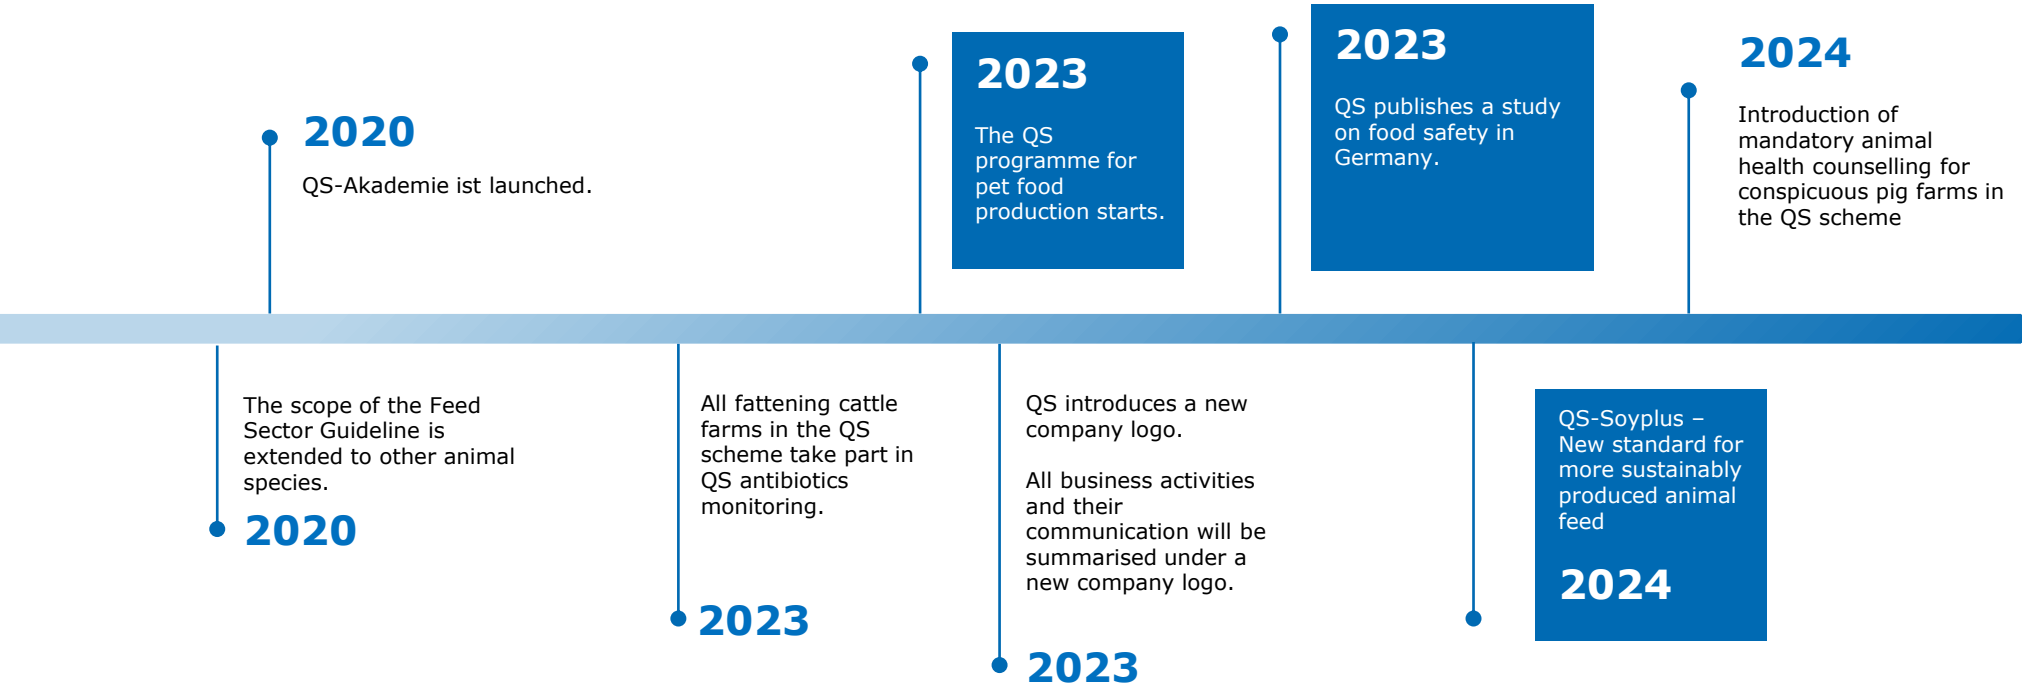 2020
QS-Akademie ist launched.
2023
The QS
programme for
pet food
production starts.
2023
QS publishes a study
on food safety in
Germany.
2024
Introduction of
mandatory animal
health counselling for
conspicuous pig farms in
the QS scheme
The scope of the Feed
Sector Guideline is
extended to other animal
species.
2020
All fattening cattle
farms in the QS
scheme take part in
QS antibiotics
monitoring.
2023
QS introduces a new
company logo.
All business activities
and their
communication will be
summarised under a
new company logo.
2023
QS-Soyplus –
New standard for
more sustainably
produced animal
feed
2024